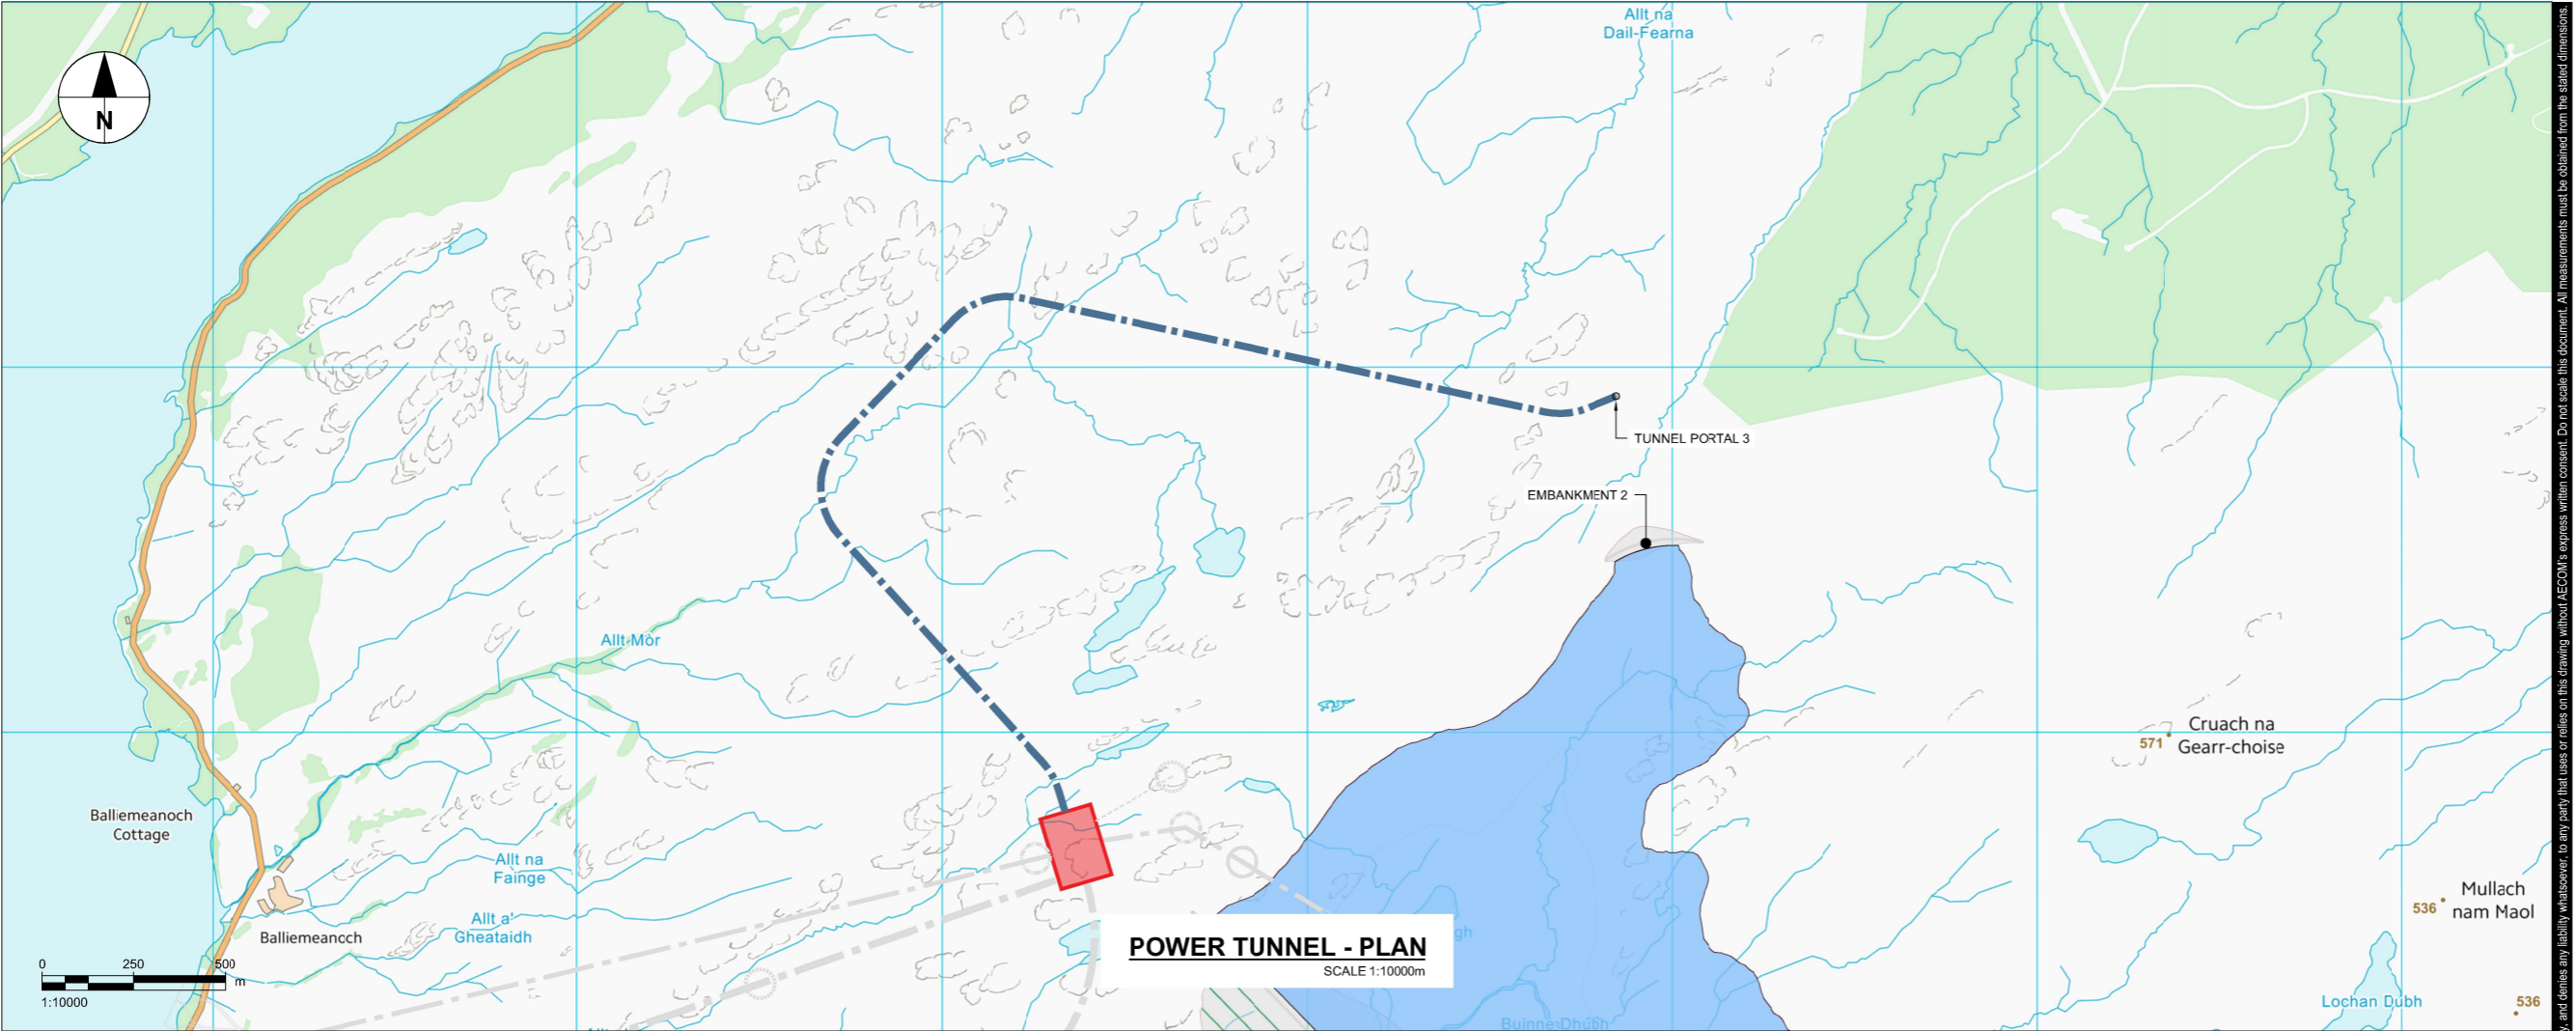 Allt na
Dail-Fearna
N
TUNNEL PORTAL 3
EMBANKMENT 2
Allt Mòr
Cruach na
Gearr-choise
571
Balliemeanoch
Cottage
Allt na
Fainge
Mullach
nam Maol
536
Allt a'
Gheataidh
Balliemeanoch
gh
POWER TUNNEL - PLAN
SCALE 1:10000m
0 250 500
m
1:10000
Lochan Dubh
536
Buinne Dhubh
y, and denies any liability whatsoever, to any party that uses or relies on this drawing without AECOM's express written consent. Do not scale this document. All measurements must be obtained from the stated dimensions.